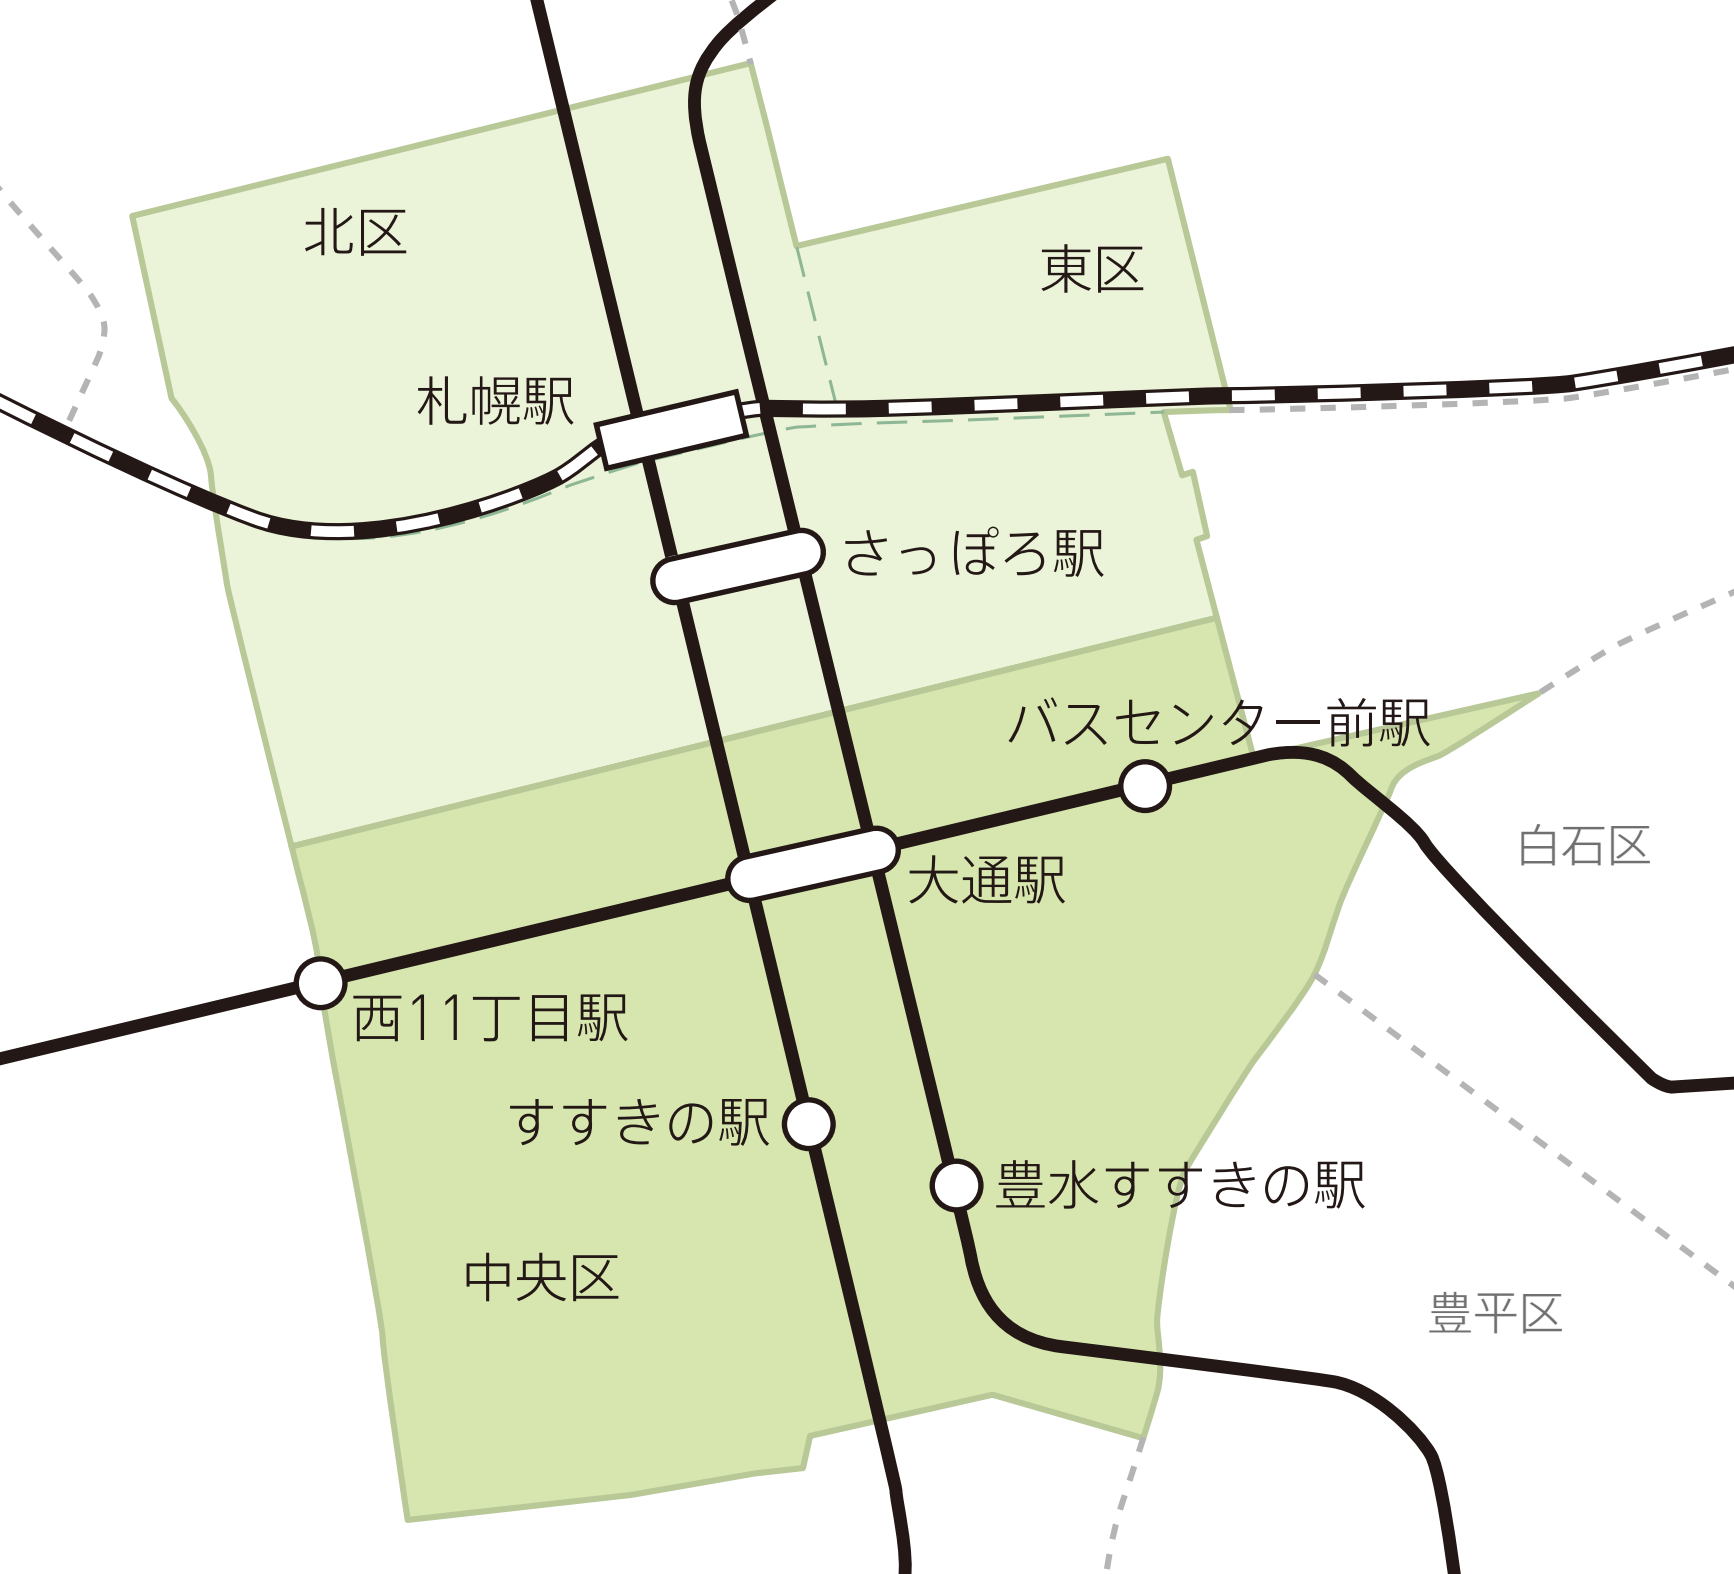 北区
東区
札幌駅
さっぽろ駅
バスセンター前駅
白石区
大通駅
西11丁目駅
すすきの駅
豊水すすきの駅
中央区
豊平区